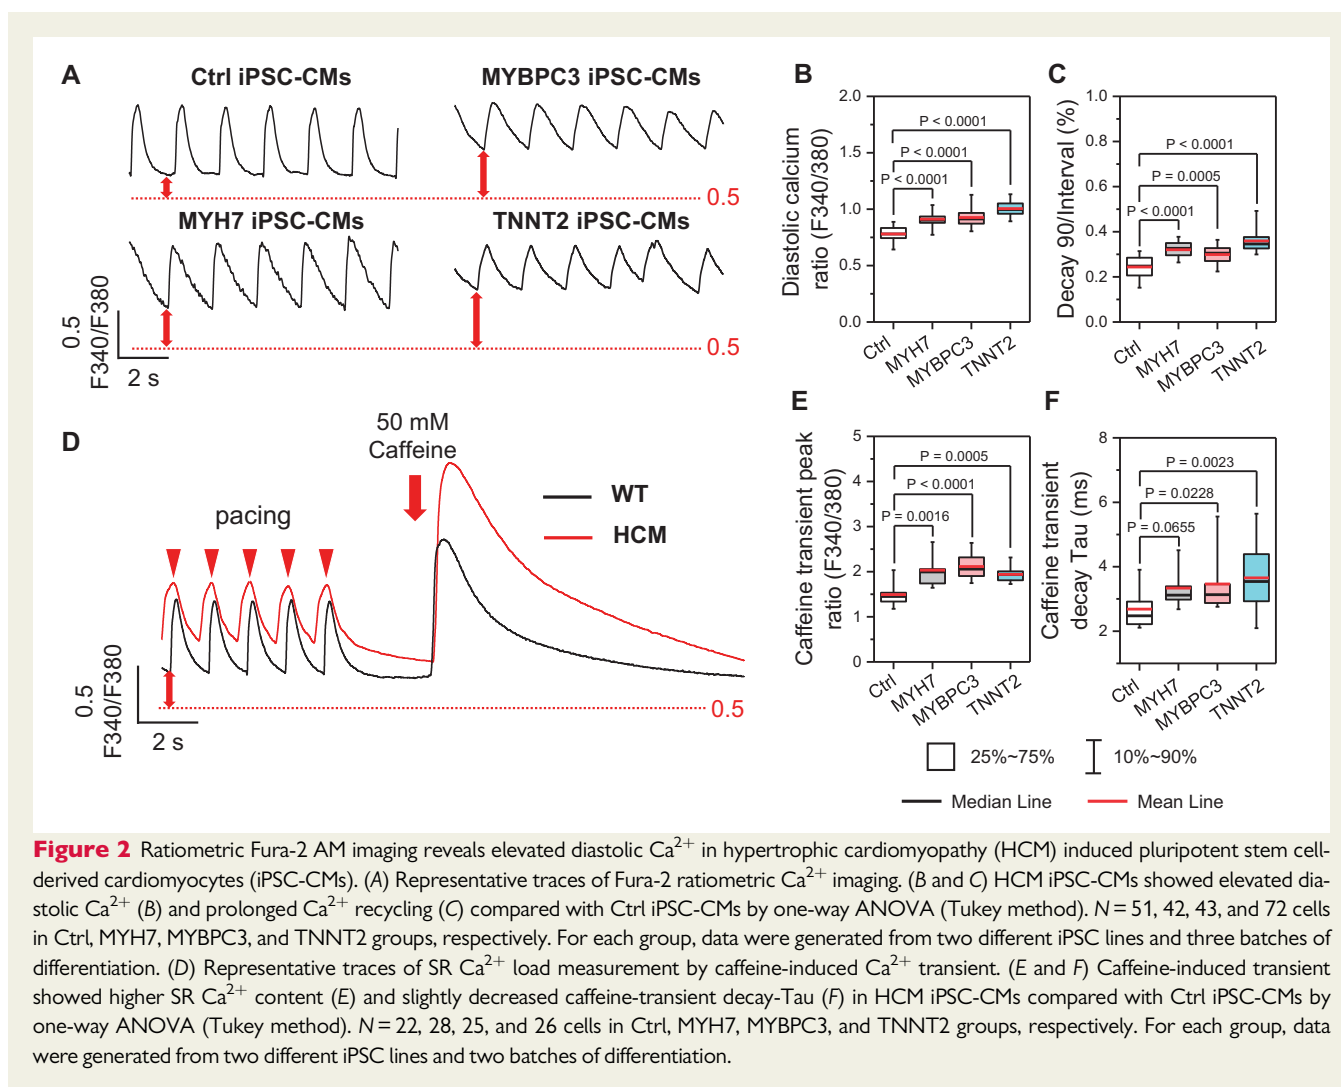 A
Ctrl iPSC-CMs
MYBPC3 iPSC-CMs
0.5
MYH7 iPSC-CMs
TNNT2 iPSC-CMs
0.5
0.5
F340/F380
2 s
B
Diastolic calcium
ratio (F340/380)
2.0
1.5
1.0
0.5
0.0
P < 0.0001
P < 0.0001
P < 0.0001
Ctrl
MYH7
MYBPC3
TNNT2
C
Decay 90/Interval (%)
1.0
0.8
0.6
0.4
0.2
0.0
P < 0.0001
P = 0.0005
P < 0.0001
Ctrl
MYH7
MYBPC3
TNNT2
D
50 mM
Caffeine
pacing
WT
HCM
0.5
0.5
F340/F380
2 s
E
Caffeine transient peak
ratio (F340/380)
5
4
3
2
1
0
P = 0.0005
P < 0.0001
P = 0.0016
Ctrl
MYH7
MYBPC3
TNNT2
F
Caffeine transient
decay Tau (ms)
8
6
4
2
P = 0.0023
P = 0.0228
P = 0.0655
Ctrl
MYH7
MYBPC3
TNNT2
25%~75%
10%~90%
Median Line
Mean Line
Figure 2 Ratiometric Fura-2 AM imaging reveals elevated diastolic Ca2+ in hypertrophic cardiomyopathy (HCM) induced pluripotent stem cell-
derived cardiomyocytes (iPSC-CMs). (A) Representative traces of Fura-2 ratiometric Ca2+ imaging. (B and C) HCM iPSC-CMs showed elevated dia-
stolic Ca2+ (B) and prolonged Ca2+ recycling (C) compared with Ctrl iPSC-CMs by one-way ANOVA (Tukey method). N = 51, 42, 43, and 72 cells
in Ctrl, MYH7, MYBPC3, and TNNT2 groups, respectively. For each group, data were generated from two different iPSC lines and three batches of
differentiation. (D) Representative traces of SR Ca2+ load measurement by caffeine-induced Ca2+ transient. (E and F) Caffeine-induced transient
showed higher SR Ca2+ content (E) and slightly decreased caffeine-transient decay-Tau (F) in HCM iPSC-CMs compared with Ctrl iPSC-CMs by
one-way ANOVA (Tukey method). N = 22, 28, 25, and 26 cells in Ctrl, MYH7, MYBPC3, and TNNT2 groups, respectively. For each group, data
were generated from two different iPSC lines and two batches of differentiation.